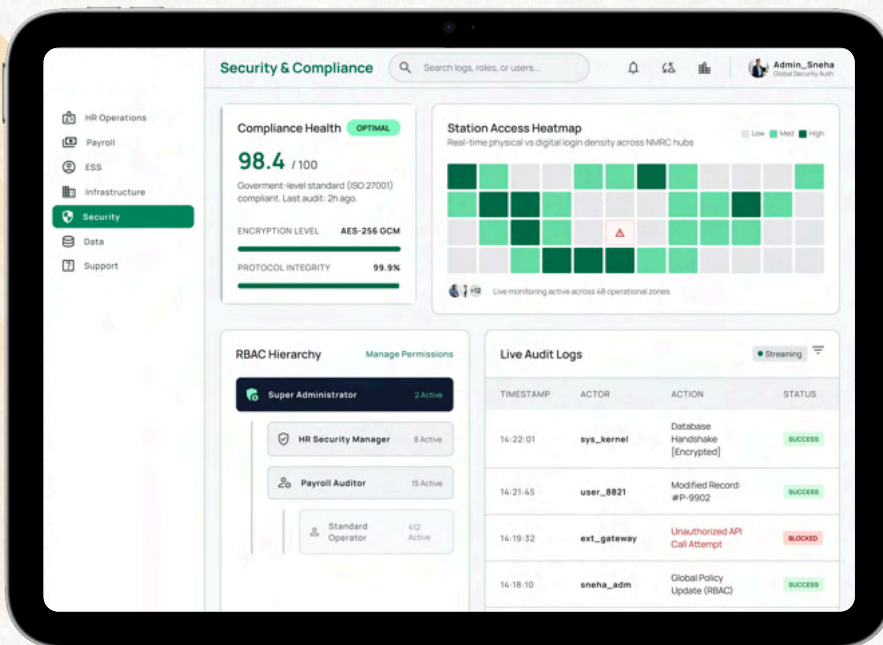 Security & Compliance
Search logs, roles, or users...
Admin_Sneha
Global Security Auth
HR Operations
Payroll
ESS
Infrastructure
Security
Data
Support
Compliance Health
OPTIMAL
98.4 / 100
Goverment-level standard (ISO 27001)
compliant. Last audit: 2h ago.
ENCRYPTION LEVEL AES-256 GCM
PROTOCOL INTEGRITY 99.9%
Station Access Heatmap
Real-time physical vs digital login density across NMRC hubs
Low Med High
+12
Live monitoring active across 48 operational zones
RBAC Hierarchy
Manage Permissions
Super Administrator 2 Active
HR Security Manager 8 Active
Payroll Auditor 15 Active
Standard
Operator
412
Active
Live Audit Logs
Streaming
TIMESTAMP ACTOR ACTION STATUS
14:22:01 sys_kernel
Database
Handshake
[Encrypted]
SUCCESS
14:21:45 user_8821
Modified Record:
#P-9902
SUCCESS
14:19:32 ext_gateway
Unauthorized API
Call Attempt
BLOCKED
14:18:10 sneha_adm
Global Policy
Update (RBAC)
SUCCESS